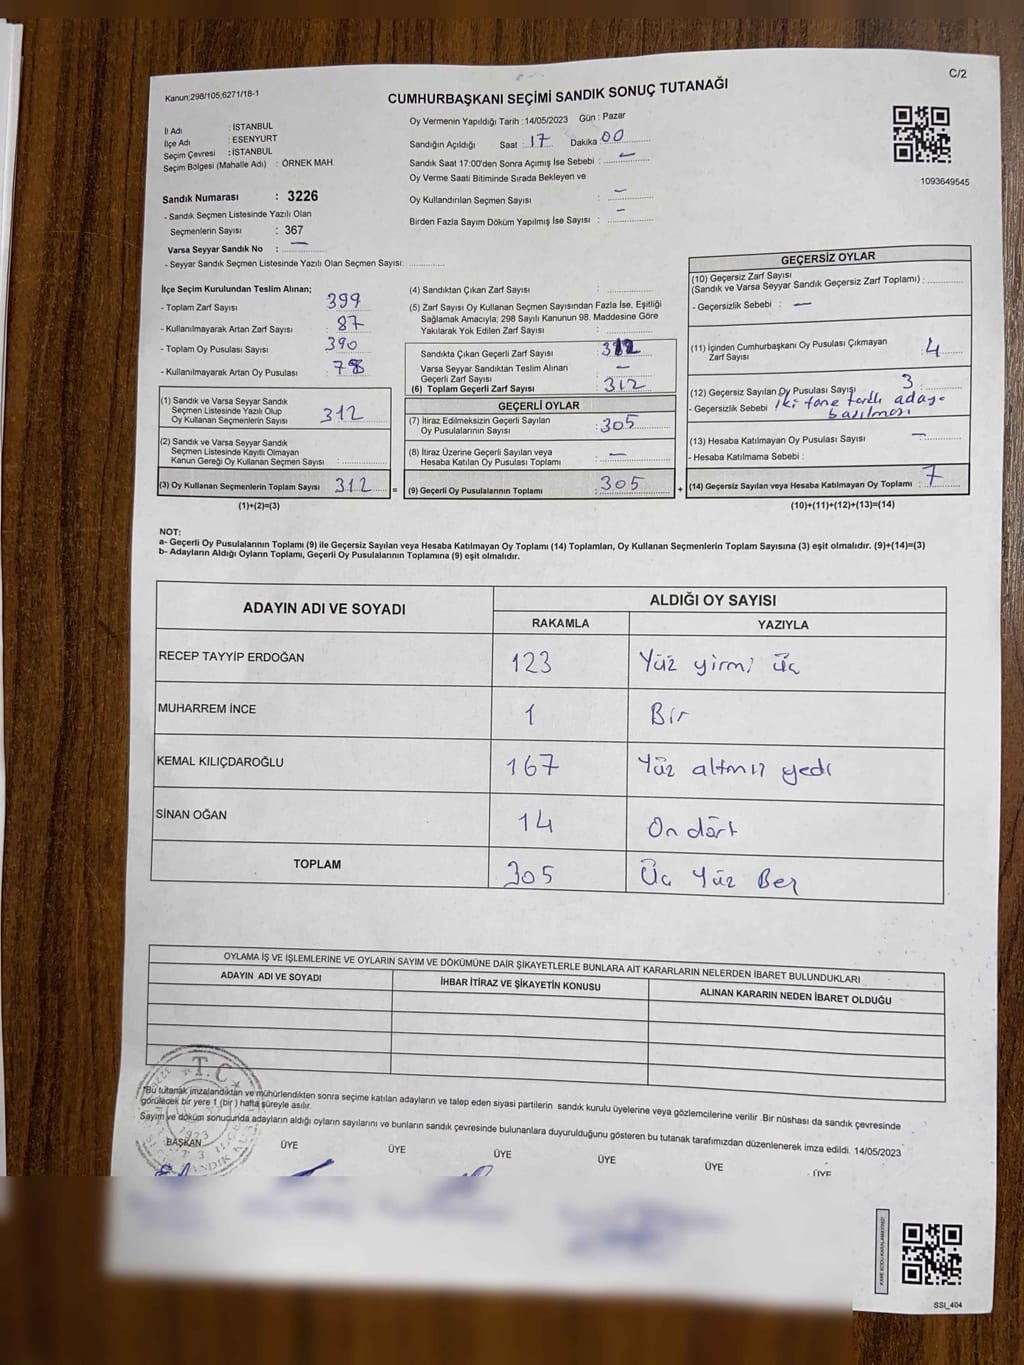 C/2
Kanun:298/105,6271/18-1
CUMHURBAŞKANI SEÇİMİ SANDIK SONUÇ TUTANAĞI
İl Adı : İSTANBUL
İlçe Adı : ESENYURT
Seçim Çevresi : İSTANBUL
Seçim Bölgesi (Mahalle Adı) : ÖRNEK MAH.
Sandık Numarası : 3226
- Sandık Seçmen Listesinde Yazılı Olan
Seçmenlerin Sayısı : 367
Varsa Seyyar Sandık No : —
- Seyyar Sandık Seçmen Listesinde Yazılı Olan Seçmen Sayısı: ............
Oy Vermenin Yapıldığı Tarih :14/05/2023 Gün : Pazar
Sandığın Açıldığı Saat : 17 Dakika : 00
Sandık Saat 17:00'den Sonra Açımış İse Sebebi : —
Oy Verme Saati Bitiminde Sırada Bekleyen ve
Oy Kullandırılan Seçmen Sayısı : —
Birden Fazla Sayım Döküm Yapılmış İse Sayısı : —
1093649545
İlçe Seçim Kurulundan Teslim Alınan;
- Toplam Zarf Sayısı : 399
- Kullanılmayarak Artan Zarf Sayısı : 87
- Toplam Oy Pusulası Sayısı : 390
- Kullanılmayarak Artan Oy Pusulası : 78
(1) Sandık ve Varsa Seyyar Sandık
Seçmen Listesinde Yazılı Olup
Oy Kullanan Seçmenlerin Sayısı : 312
(2) Sandık ve Varsa Seyyar Sandık
Seçmen Listesinde Kayıtlı Olmayan
Kanun Gereği Oy Kullanan Seçmen Sayısı :
(3) Oy Kullanan Seçmenlerin Toplam Sayısı : 312
(1)+(2)=(3)
(4) Sandıktan Çıkan Zarf Sayısı :
(5) Zarf Sayısı Oy Kullanan Seçmen Sayısından Fazla İse, Eşitliği
Sağlamak Amacıyla; 298 Sayılı Kanunun 98. Maddesine Göre
Yakılarak Yok Edilen Zarf Sayısı :
Sandıkta Çıkan Geçerli Zarf Sayısı : 312
Varsa Seyyar Sandıktan Teslim Alınan
Geçerli Zarf Sayısı : —
(6) Toplam Geçerli Zarf Sayısı : 312
GEÇERLİ OYLAR
(7) İtiraz Edilmeksizin Geçerli Sayılan
Oy Pusulalarının Sayısı : 305
(8) İtiraz Üzerine Geçerli Sayılan veya
Hesaba Katılan Oy Pusulası Toplamı : —
= (9) Geçerli Oy Pusulalarının Toplamı : 305
GEÇERSİZ OYLAR
(10) Geçersiz Zarf Sayısı
(Sandık ve Varsa Seyyar Sandık Geçersiz Zarf Toplamı) :
- Geçersizlik Sebebi : —
(11) İçinden Cumhurbaşkanı Oy Pusulası Çıkmayan
Zarf Sayısı : 4
(12) Geçersiz Sayılan Oy Pusulası Sayısı : 3
- Geçersizlik Sebebi : iki tane farklı adaya
basılması
(13) Hesaba Katılmayan Oy Pusulası Sayısı : —
- Hesaba Katılmama Sebebi :
+ (14) Geçersiz Sayılan veya Hesaba Katılmayan Oy Toplamı : 7
(10)+(11)+(12)+(13)=(14)
NOT:
a- Geçerli Oy Pusulalarının Toplamı (9) ile Geçersiz Sayılan veya Hesaba Katılmayan Oy Toplamı (14) Toplamları, Oy Kullanan Seçmenlerin Toplam Sayısına (3) eşit olmalıdır. (9)+(14)=(3)
b- Adayların Aldığı Oyların Toplamı, Geçerli Oy Pusulalarının Toplamına (9) eşit olmalıdır.
ADAYIN ADI VE SOYADI ALDIĞI OY SAYISI
RAKAMLA YAZIYLA
RECEP TAYYİP ERDOĞAN 123 Yüz yirmi üç
MUHARREM İNCE 1 Bir
KEMAL KILIÇDAROĞLU 167 Yüz altmış yedi
SİNAN OĞAN 14 On dört
TOPLAM 305 Üç Yüz Beş
OYLAMA İŞ VE İŞLEMLERİNE VE OYLARIN SAYIM VE DÖKÜMÜNE DAİR ŞİKAYETLERLE BUNLARA AİT KARARLARIN NELERDEN İBARET BULUNDUKLARI
ADAYIN ADI VE SOYADI İHBAR İTİRAZ VE ŞİKAYETİN KONUSU ALINAN KARARIN NEDEN İBARET OLDUĞU
T.C
*Bu tutanak imzalandıktan ve mühürlendikten sonra seçime katılan adayların ve talep eden siyasi partilerin sandık kurulu üyelerine veya gözlemcilerine verilir .Bir nüshası da sandık çevresinde
görülecek bir yere 1 (bir ) hafta süreyle asılır.
Sayım ve döküm sonucunda adayların aldığı oyların sayılarını ve bunların sandık çevresinde bulunanlara duyurulduğunu gösteren bu tutanak tarafımızdan düzenlenerek imza edildi. 14/05/2023
BAŞKAN ÜYE ÜYE ÜYE ÜYE ÜYE ÜYE
SSI_404